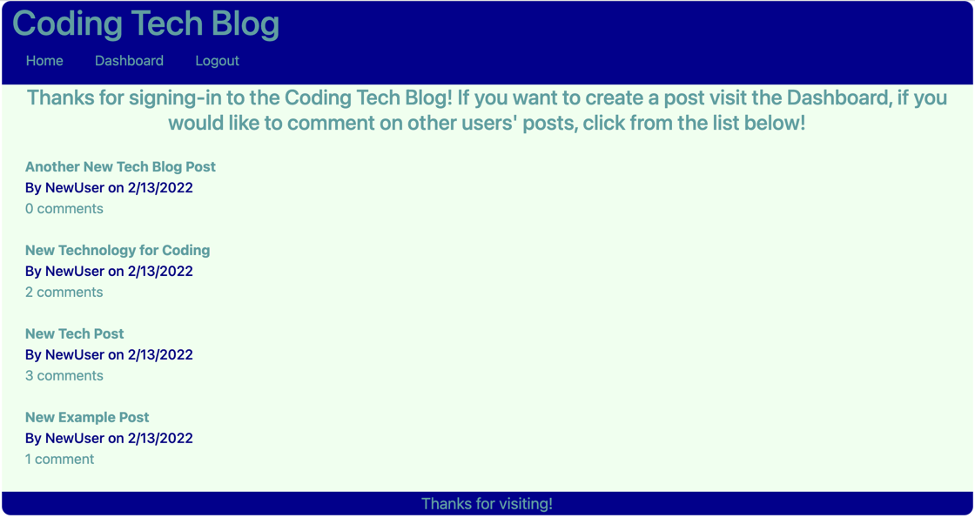 Coding Tech Blog
Home Dashboard Logout
Thanks for signing-in to the Coding Tech Blog! If you want to create a post visit the Dashboard, if you
would like to comment on other users' posts, click from the list below!
Another New Tech Blog Post
By NewUser on 2/13/2022
0 comments
New Technology for Coding
By NewUser on 2/13/2022
2 comments
New Tech Post
By NewUser on 2/13/2022
3 comments
New Example Post
By NewUser on 2/13/2022
1 comment
Thanks for visiting!